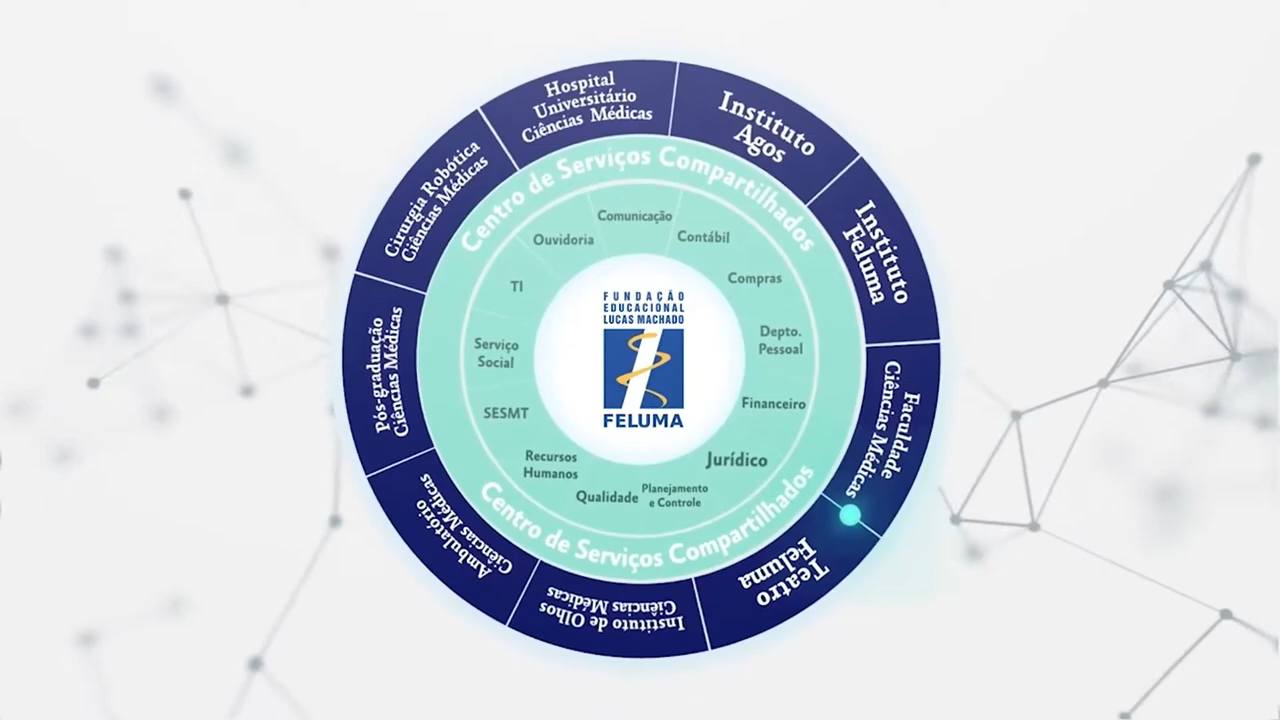 Hospital
Universitário
Ciências Médicas
Instituto
Agos
Instituto
Feluma
Faculdade
Ciências Médicas
Teatro
Feluma
Instituto de Olhos
Ciências Médicas
Ambulatório
Ciências Médicas
Pós-graduação
Ciências Médicas
Cirurgia Robótica
Ciências Médicas
Centro de Serviços Compartilhados
Comunicação
Contábil
Compras
Depto.
Pessoal
Financeiro
Jurídico
Planejamento
e Controle
Qualidade
Recursos
Humanos
SESMT
Serviço
Social
TI
Ouvidoria
Centro de Serviços Compartilhados
FUNDAÇÃO
EDUCACIONAL
LUCAS MACHADO
FELUMA